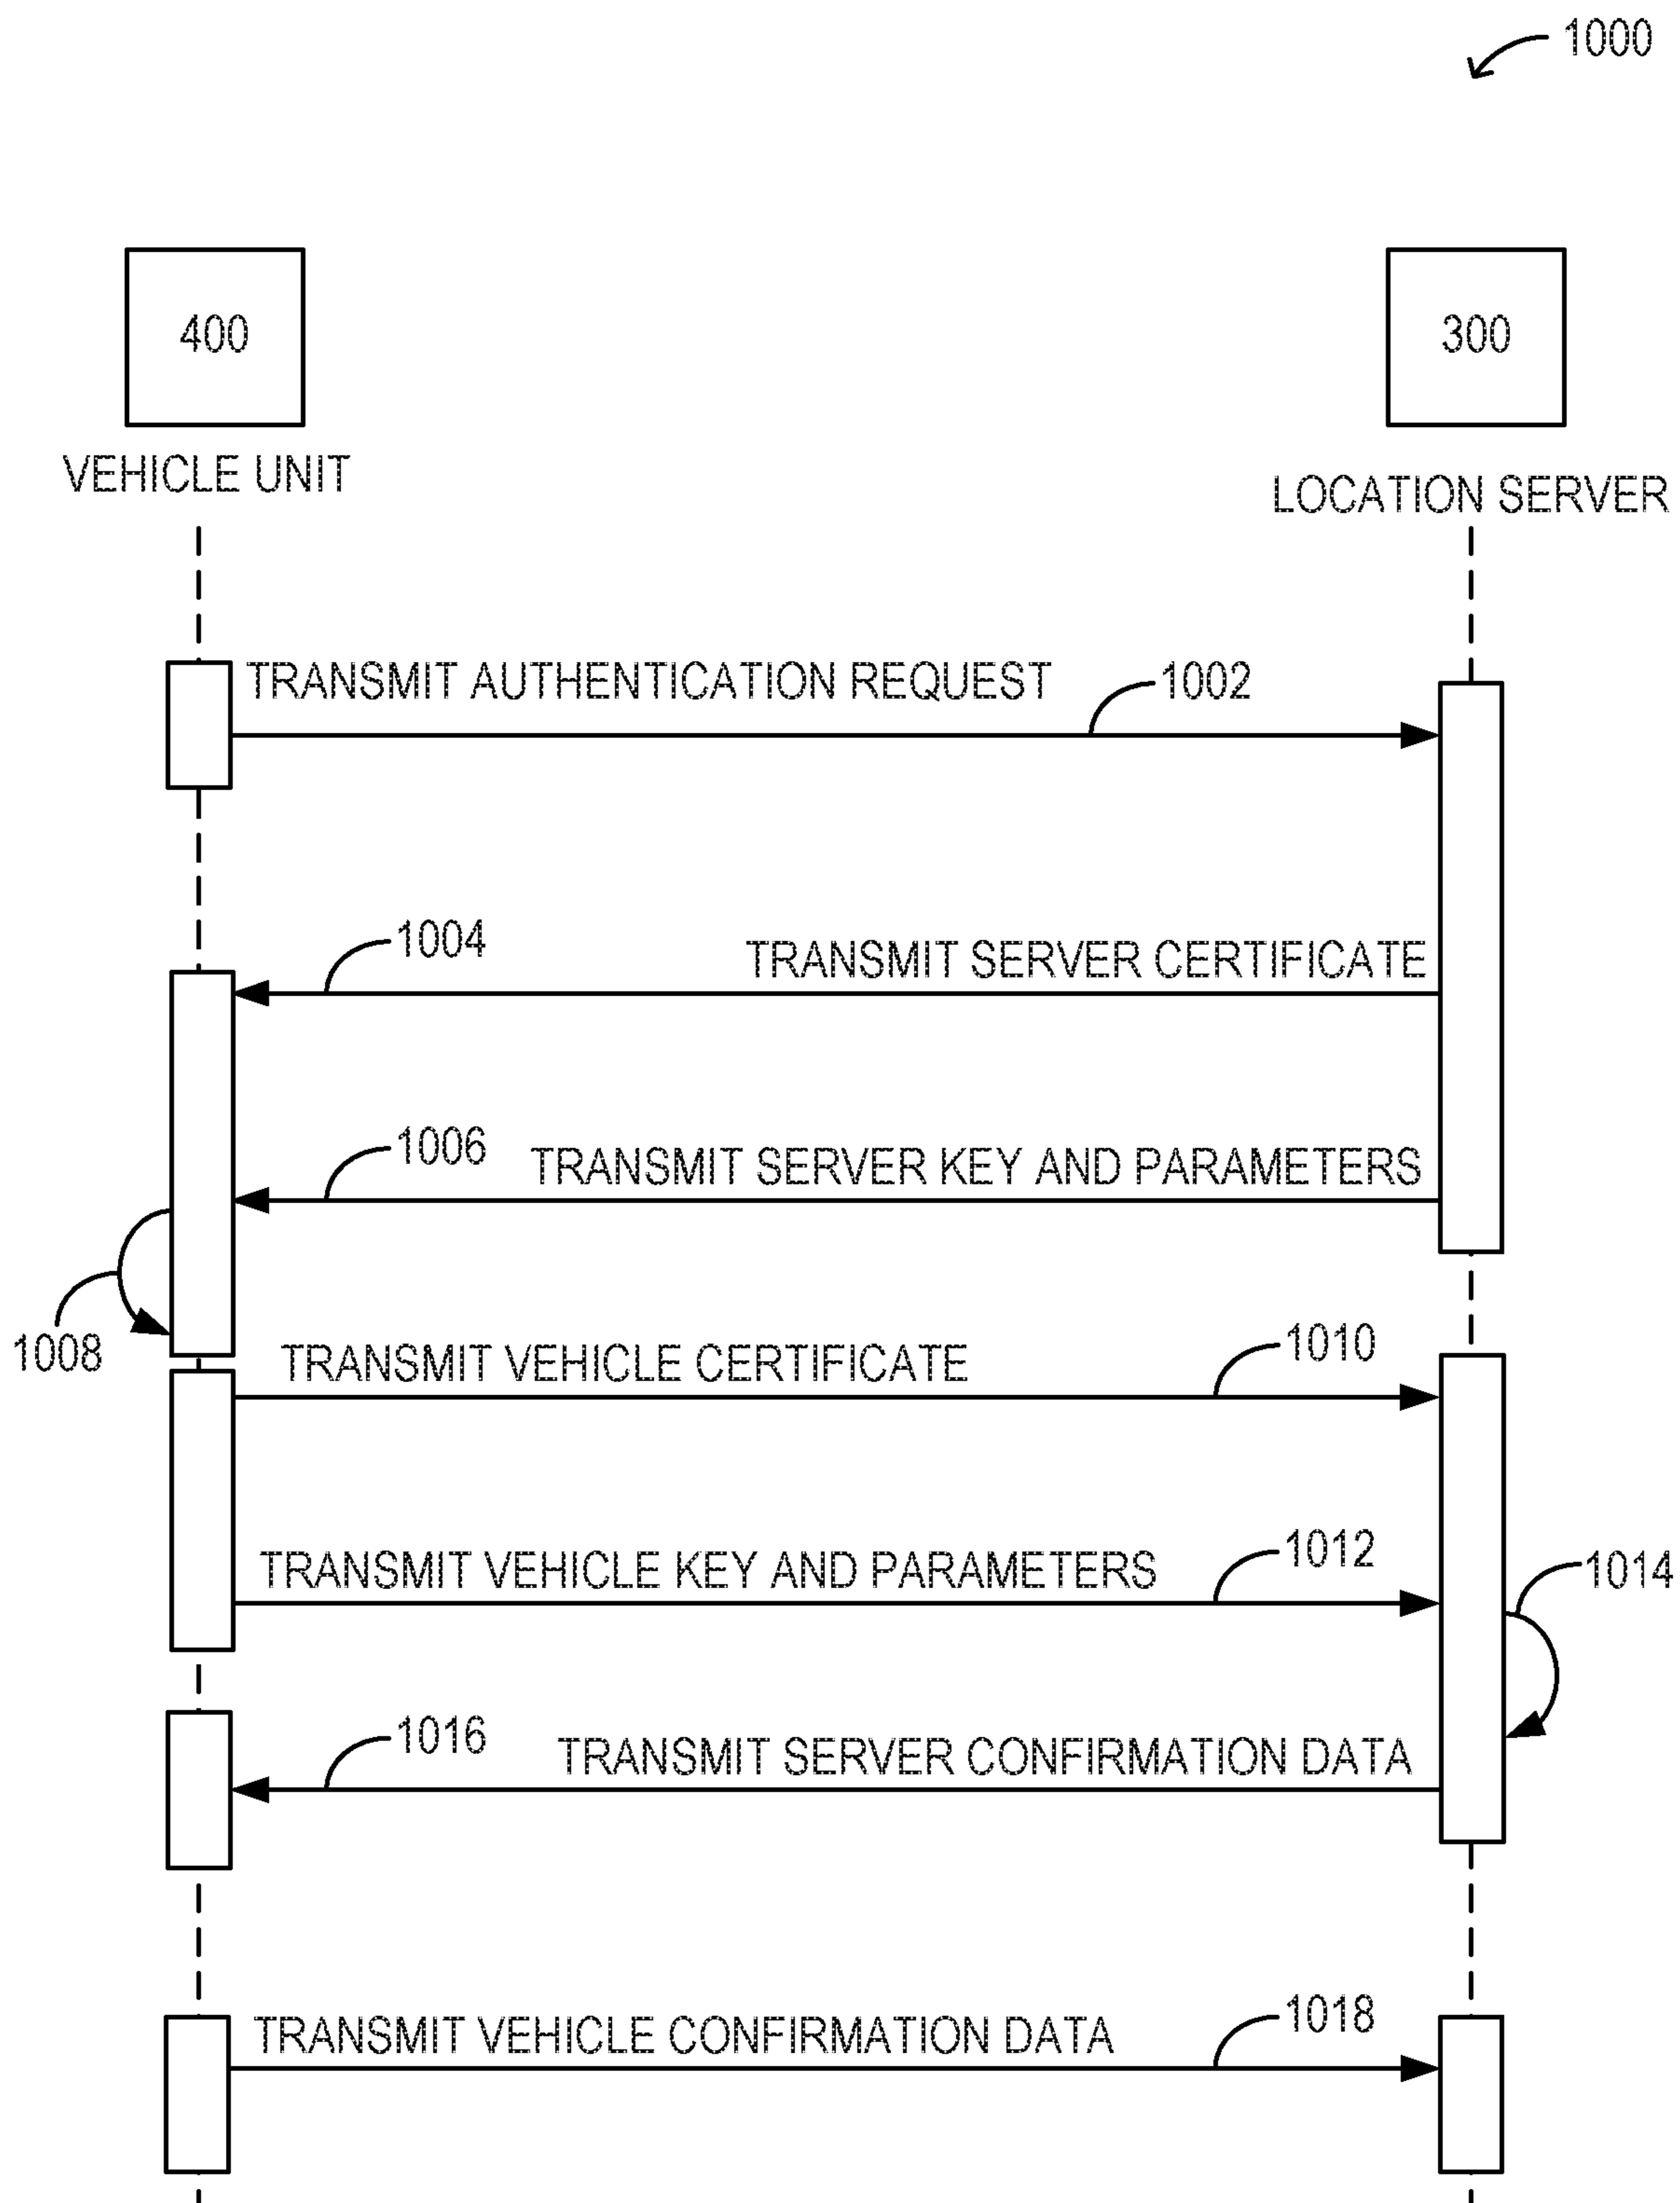 1000
400
300
VEHICLE UNIT
LOCATION SERVER
TRANSMIT AUTHENTICATION REQUEST
1002
1004
TRANSMIT SERVER CERTIFICATE
1006
TRANSMIT SERVER KEY AND PARAMETERS
1008
TRANSMIT VEHICLE CERTIFICATE
1010
TRANSMIT VEHICLE KEY AND PARAMETERS
1012
1014
1016
TRANSMIT SERVER CONFIRMATION DATA
TRANSMIT VEHICLE CONFIRMATION DATA
1018